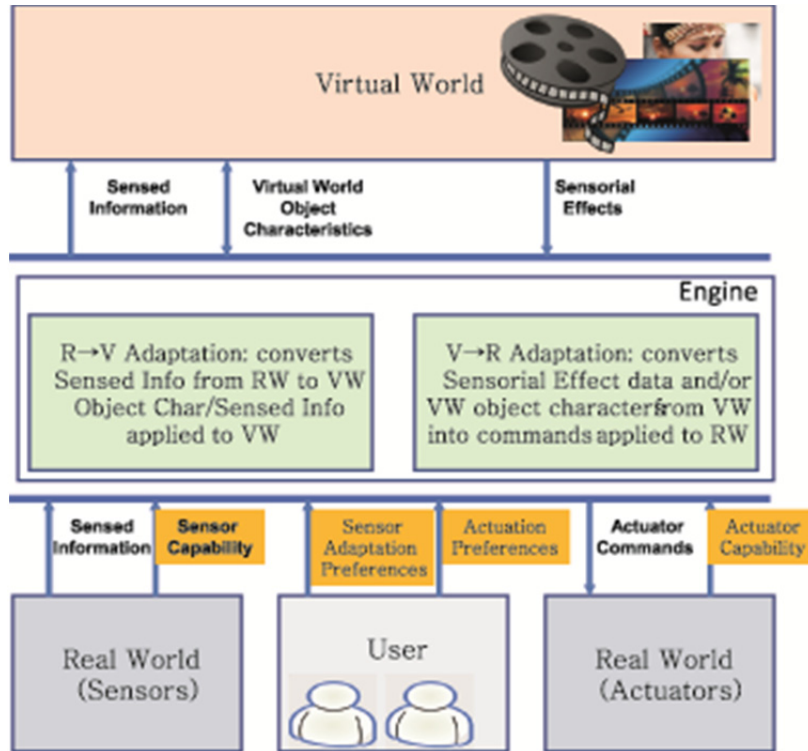 Virtual World
Sensed
Information
Virtual World
Object
Characteristics
Sensorial
Effects
Engine
R→V Adaptation: converts
Sensed Info from RW to VW
Object Char/Sensed Info
applied to VW
V→R Adaptation: converts
Sensorial Effect data and/or
VW object characters from VW
into commands applied to RW
Sensed
Information
Sensor
Capability
Sensor
Adaptation
Preferences
Actuation
Preferences
Actuator
Commands
Actuator
Capability
Real World
(Sensors)
User
Real World
(Actuators)